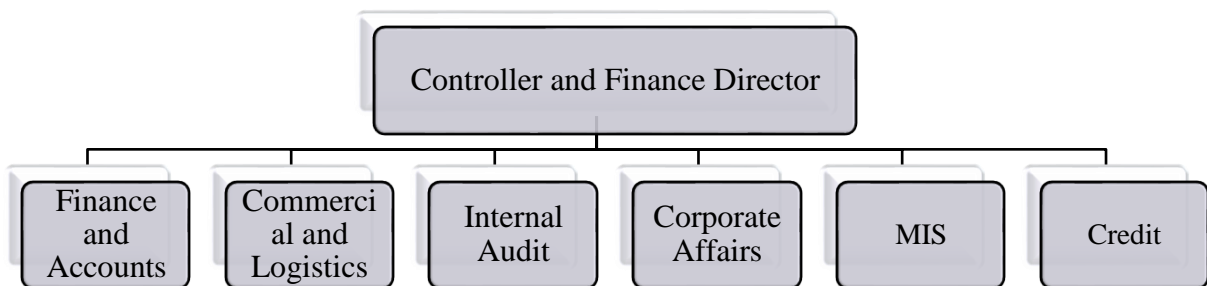 Controller and Finance Director
Finance
and
Accounts
Commerci
al and
Logistics
Internal
Audit
Corporate
Affairs
MIS
Credit